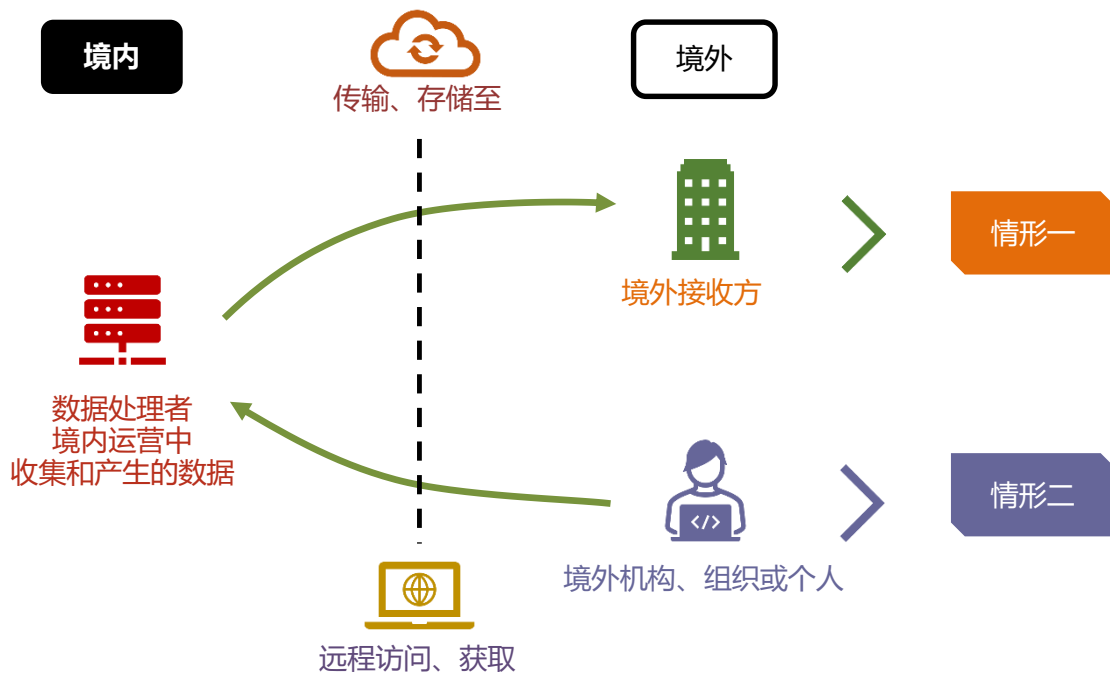 境内
传输、存储至
境外
境外接收方
情形一
数据处理者
境内运营中
收集和产生的数据
</>
境外机构、组织或个人
情形二
远程访问、获取